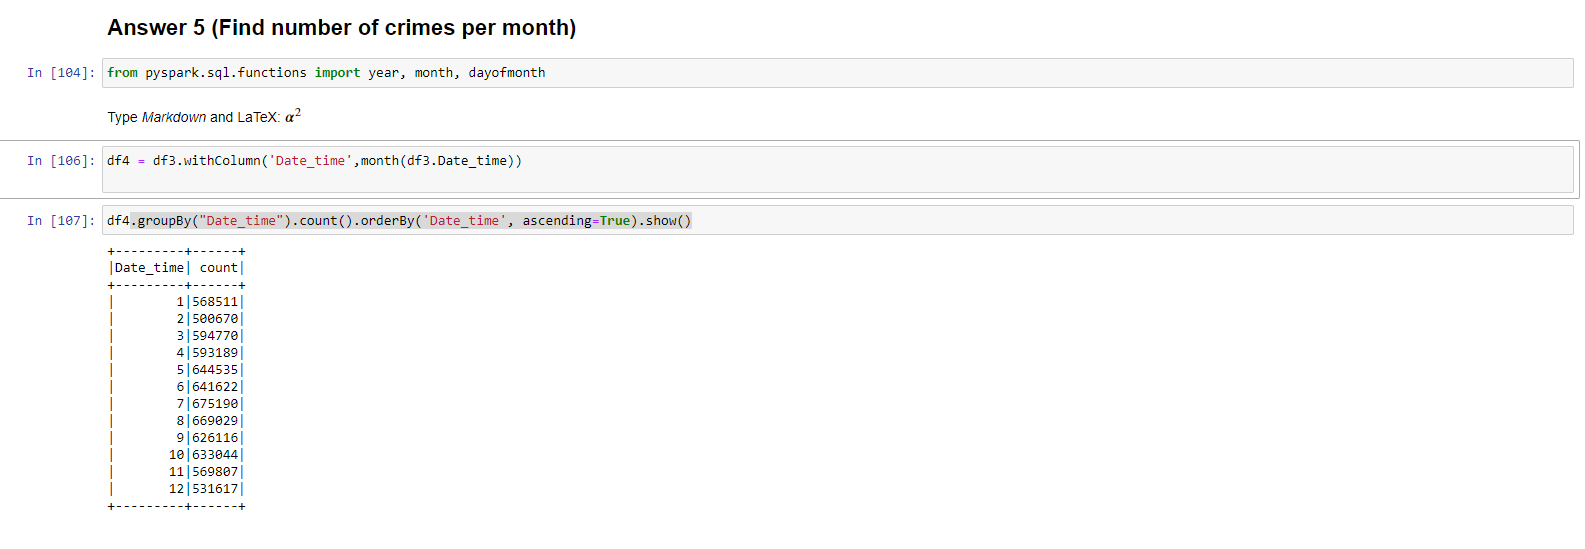 Answer 5 (Find number of crimes per month)
In [104]: from pyspark.sql.functions import year, month, dayofmonth
Type Markdown and LaTeX: α²
In [106]: df4 = df3.withColumn('Date_time',month(df3.Date_time))
In [107]: df4.groupBy("Date_time").count().orderBy('Date_time', ascending=True).show()
+---------+------+
|Date_time| count|
+---------+------+
|        1|568511|
|        2|500670|
|        3|594770|
|        4|593189|
|        5|644535|
|        6|641622|
|        7|675190|
|        8|669029|
|        9|626116|
|       10|633044|
|       11|569807|
|       12|531617|
+---------+------+